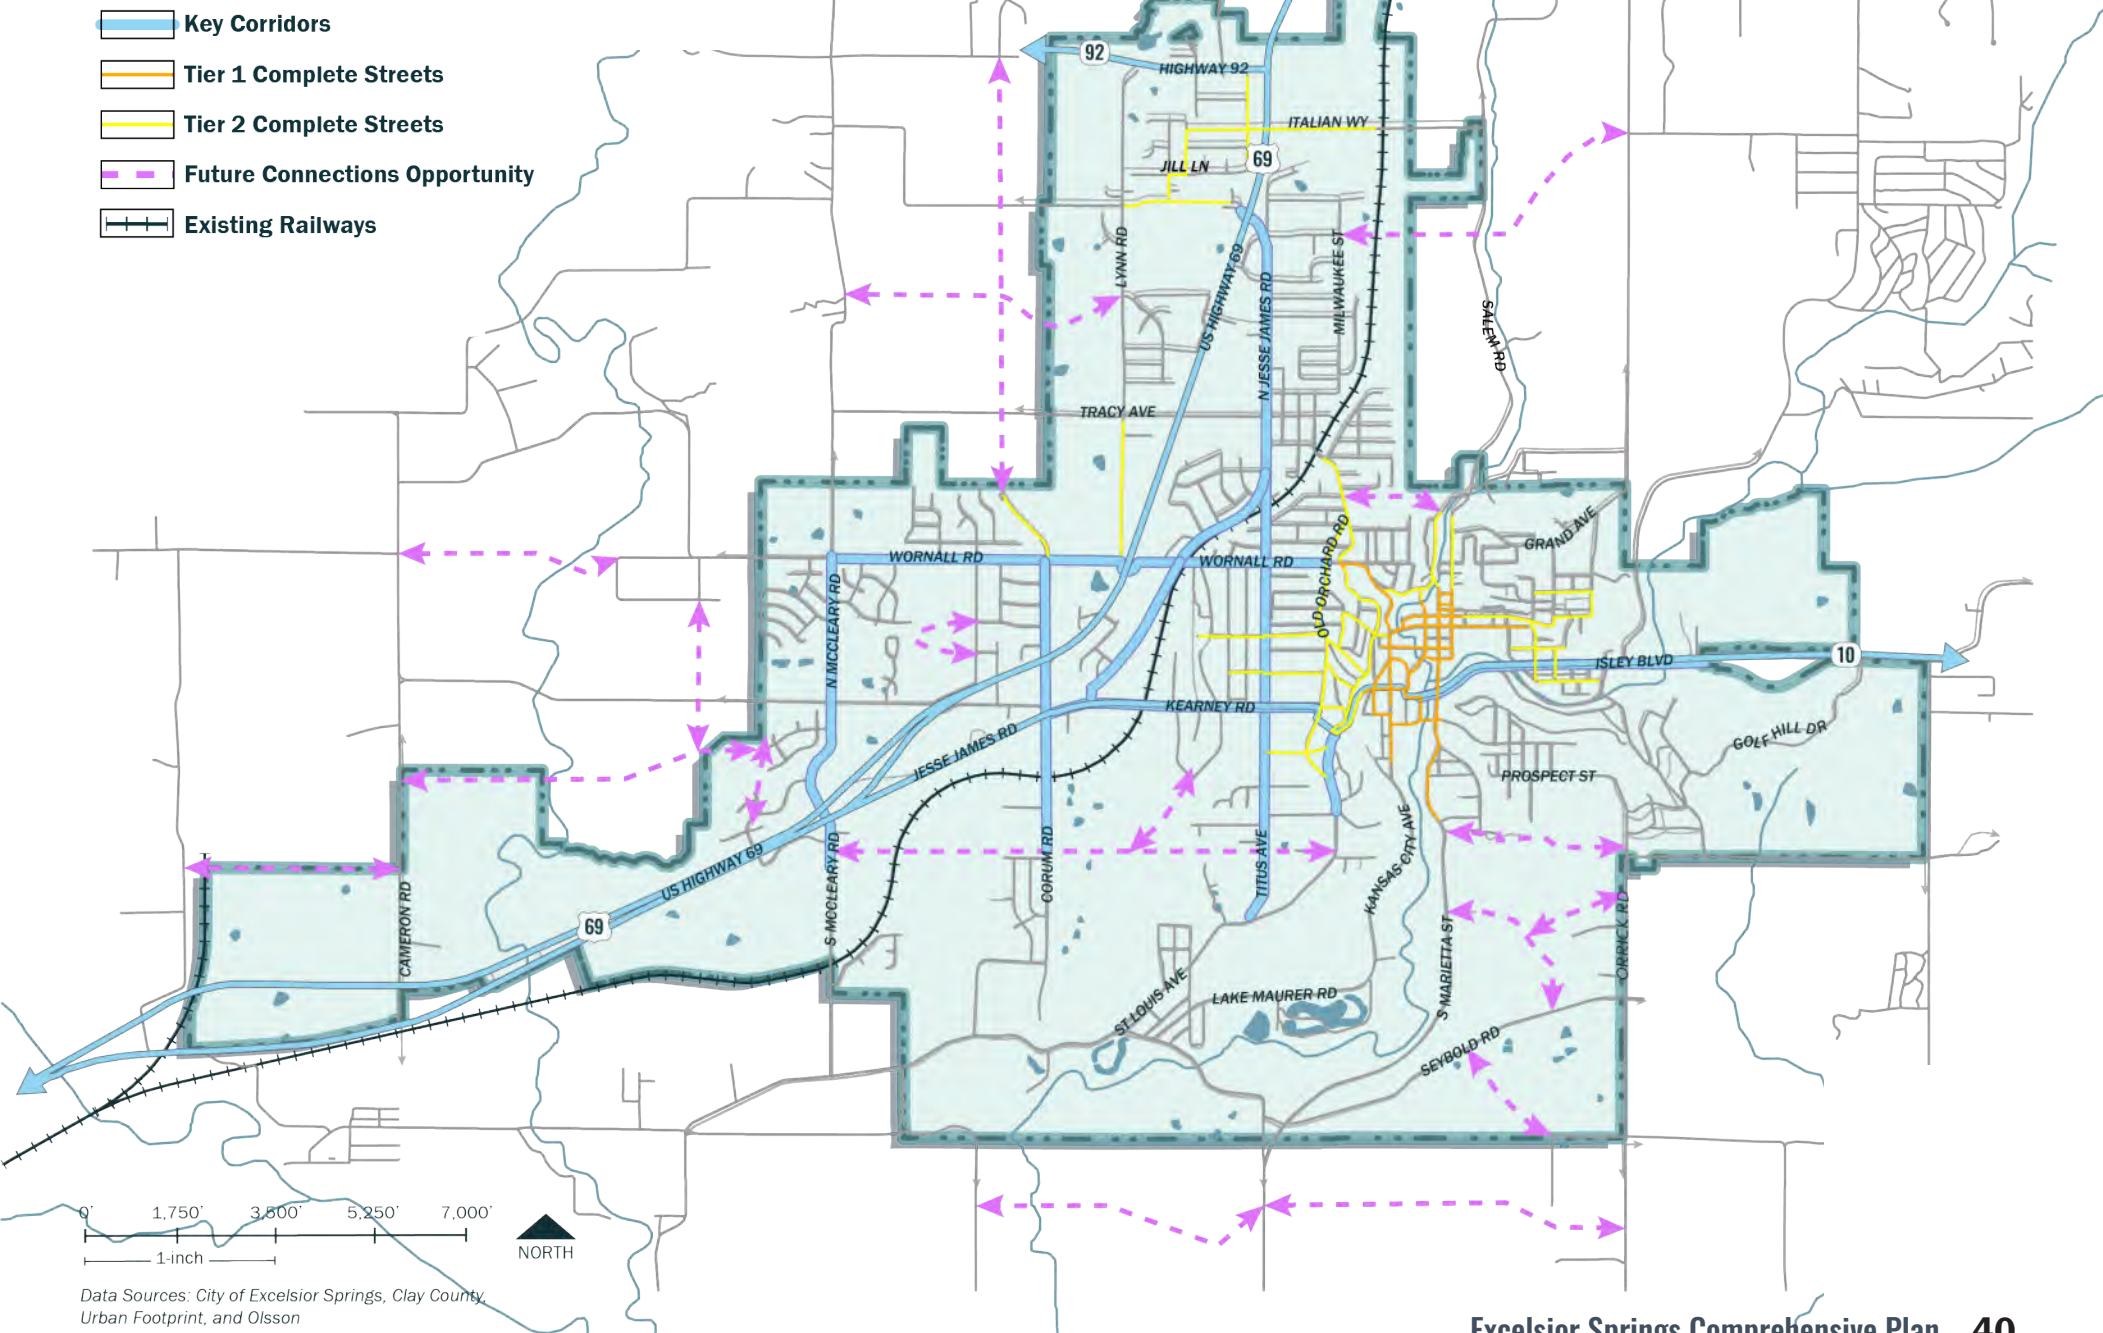 Key Corridors
Tier 1 Complete Streets
Tier 2 Complete Streets
Future Connections Opportunity
Existing Railways
92
HIGHWAY 92
ITALIAN WY
69
JILL LN
LYNN RD
US HIGHWAY 69
N JESSE JAMES RD
MILWAUKEE ST
SALEM RD
TRACY AVE
WORNALL RD
WORNALL RD
OLD ORCHARD RD
GRAND AVE
N MCCLEARY RD
ISLEY BLVD
10
KEARNEY RD
JESSE JAMES RD
GOLF HILL DR
PROSPECT ST
US HIGHWAY 69
69
CAMERON RD
S MCCLEARY RD
CORUM RD
TITUS AVE
KANSAS CITY AVE
S MARIETTA ST
ORRICK RD
ST LOUIS AVE
LAKE MAURER RD
SEYBOLD RD
0' 1,750' 3,500' 5,250' 7,000'
1-inch
NORTH
Data Sources: City of Excelsior Springs, Clay County,
Urban Footprint, and Olsson
Excelsior Springs Comprehensive Plan 40